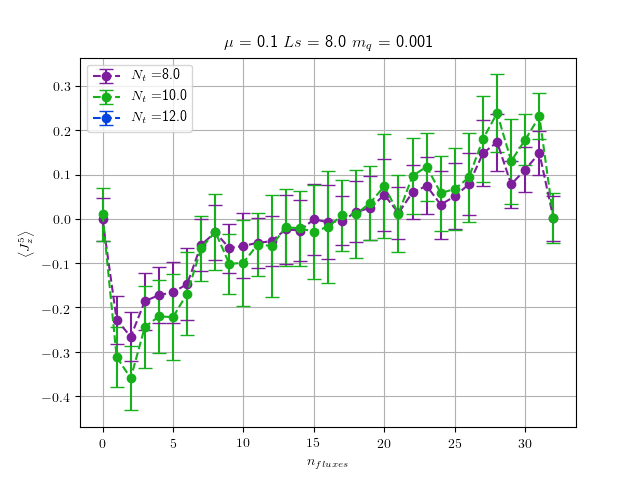 μ = 0.1 Ls = 8.0 m_q = 0.001
N_t =8.0
N_t =10.0
N_t =12.0
⟨J_z^5⟩
0.3
0.2
0.1
0.0
−0.1
−0.2
−0.3
−0.4
0 5 10 15 20 25 30
n_fluxes